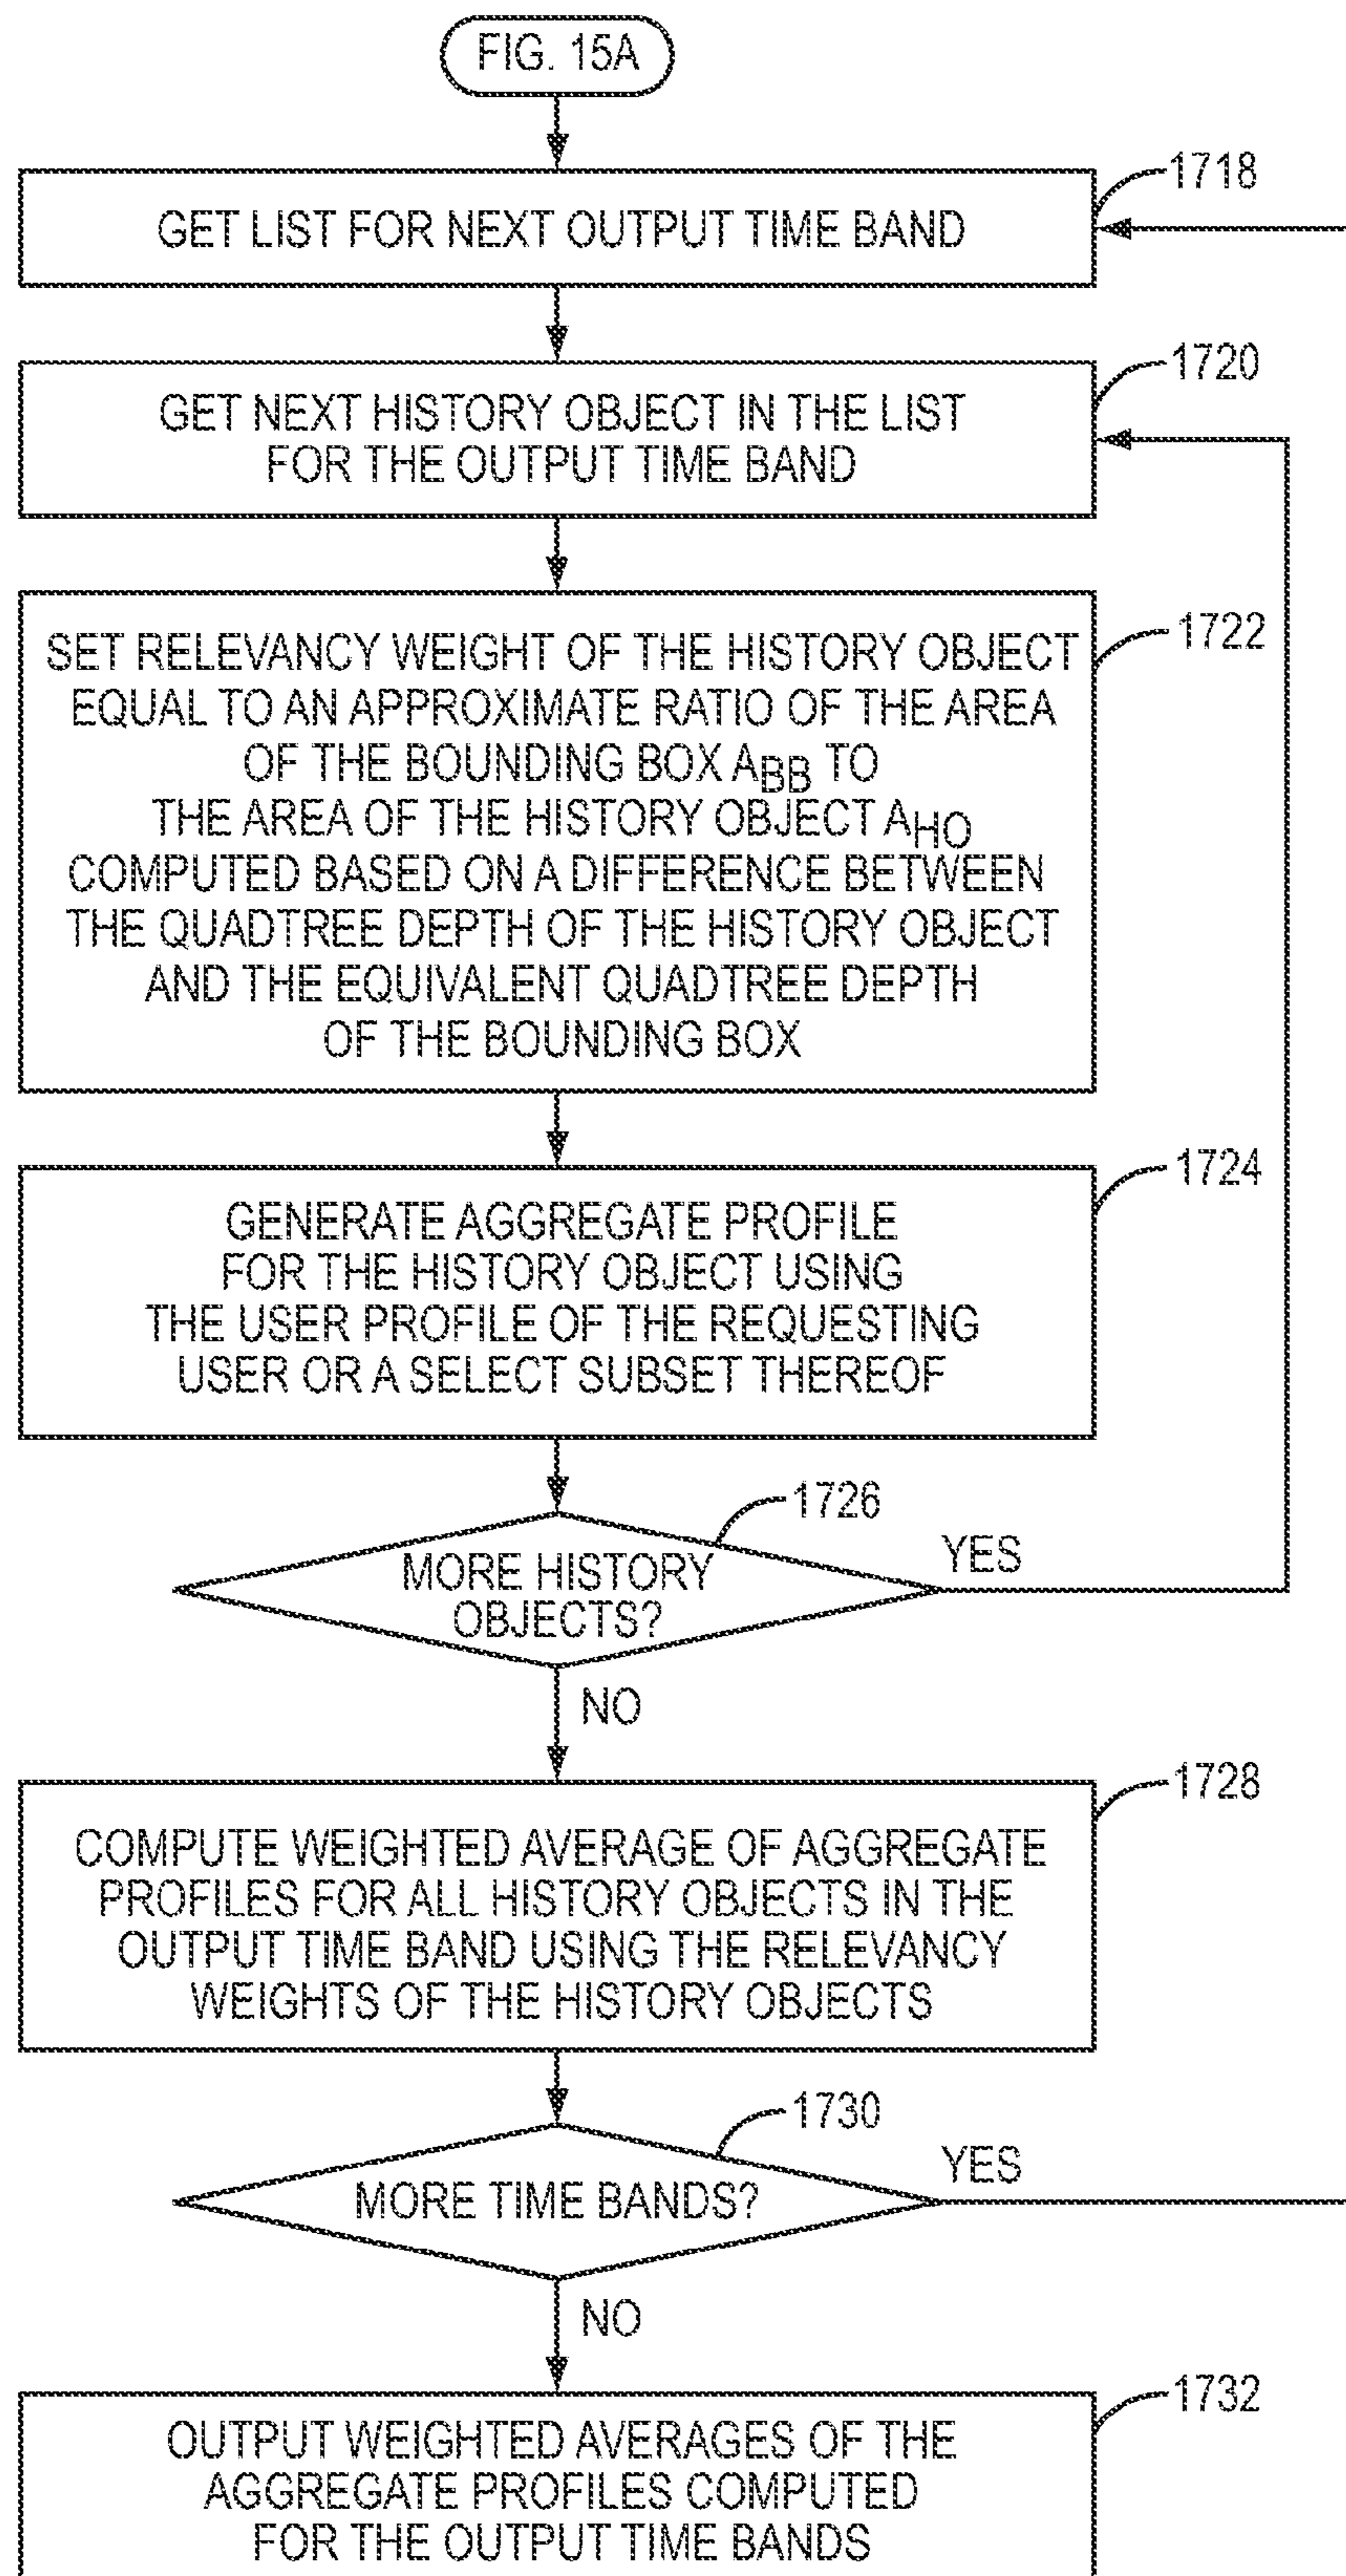 FIG. 15A
1718
GET LIST FOR NEXT OUTPUT TIME BAND
1720
GET NEXT HISTORY OBJECT IN THE LIST
FOR THE OUTPUT TIME BAND
1722
SET RELEVANCY WEIGHT OF THE HISTORY OBJECT
EQUAL TO AN APPROXIMATE RATIO OF THE AREA
OF THE BOUNDING BOX ABB TO
THE AREA OF THE HISTORY OBJECT AHO
COMPUTED BASED ON A DIFFERENCE BETWEEN
THE QUADTREE DEPTH OF THE HISTORY OBJECT
AND THE EQUIVALENT QUADTREE DEPTH
OF THE BOUNDING BOX
1724
GENERATE AGGREGATE PROFILE
FOR THE HISTORY OBJECT USING
THE USER PROFILE OF THE REQUESTING
USER OR A SELECT SUBSET THEREOF
1726
MORE HISTORY
OBJECTS?
YES
NO
1728
COMPUTE WEIGHTED AVERAGE OF AGGREGATE
PROFILES FOR ALL HISTORY OBJECTS IN THE
OUTPUT TIME BAND USING THE RELEVANCY
WEIGHTS OF THE HISTORY OBJECTS
1730
MORE TIME BANDS?
YES
NO
1732
OUTPUT WEIGHTED AVERAGES OF THE
AGGREGATE PROFILES COMPUTED
FOR THE OUTPUT TIME BANDS